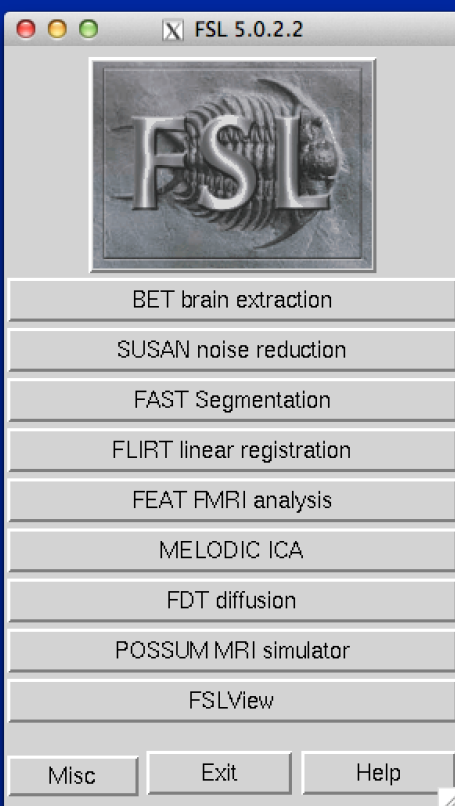 X FSL 5.0.2.2
FSL
BET brain extraction
SUSAN noise reduction
FAST Segmentation
FLIRT linear registration
FEAT FMRI analysis
MELODIC ICA
FDT diffusion
POSSUM MRI simulator
FSLView
Misc Exit Help